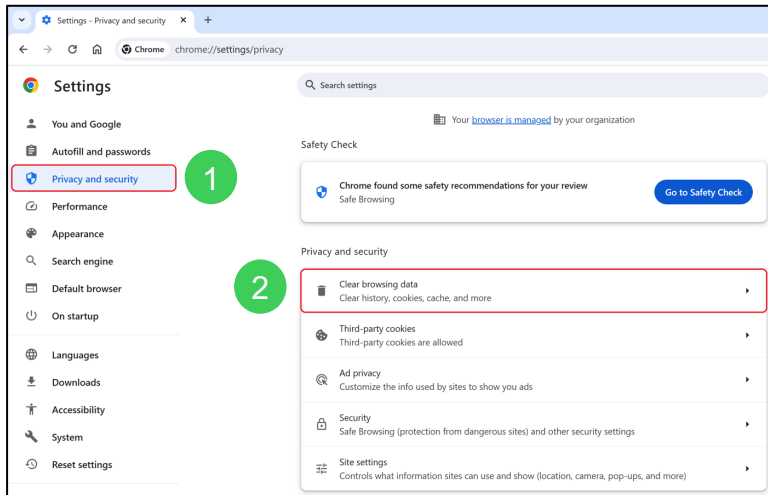 Settings - Privacy and security
Chrome chrome://settings/privacy
Settings
Search settings
You and Google
Autofill and passwords
Privacy and security
Performance
Appearance
Search engine
Default browser
On startup
Languages
Downloads
Accessibility
System
Reset settings
1
Your browser is managed by your organization
Safety Check
Chrome found some safety recommendations for your review
Safe Browsing
Go to Safety Check
Privacy and security
2
Clear browsing data
Clear history, cookies, cache, and more
Third-party cookies
Third-party cookies are allowed
Ad privacy
Customize the info used by sites to show you ads
Security
Safe Browsing (protection from dangerous sites) and other security settings
Site settings
Controls what information sites can use and show (location, camera, pop-ups, and more)